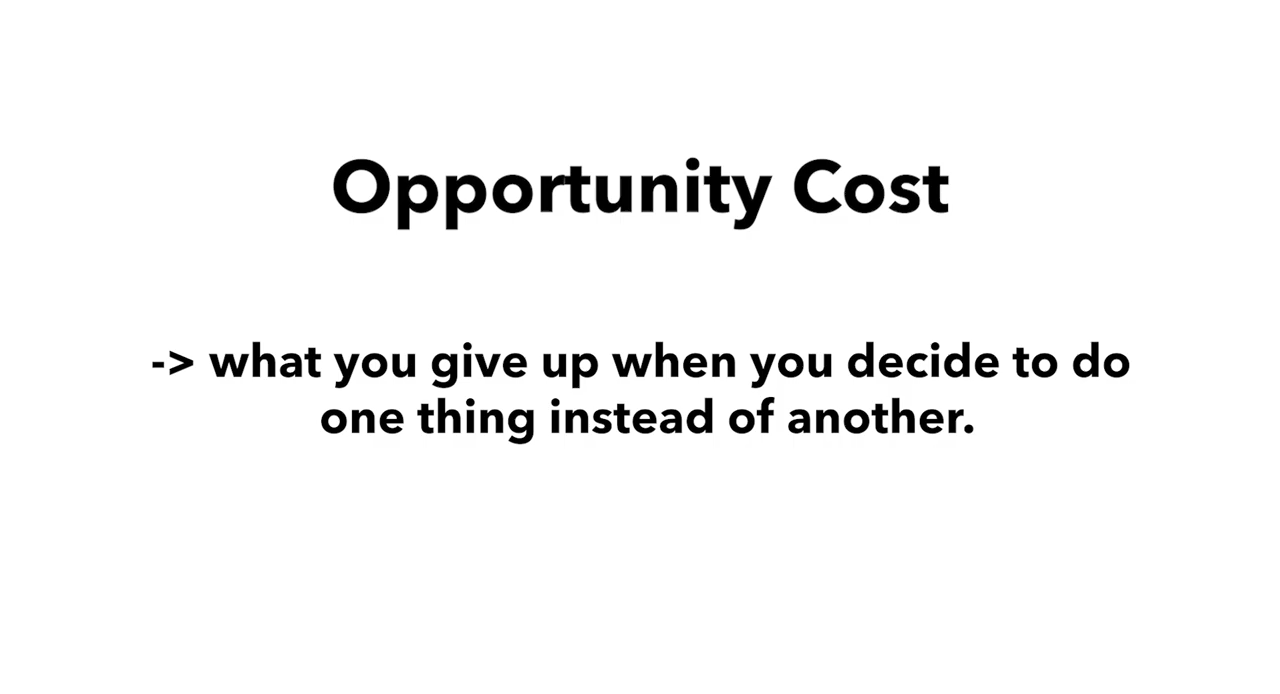 Opportunity Cost
-> what you give up when you decide to do
one thing instead of another.